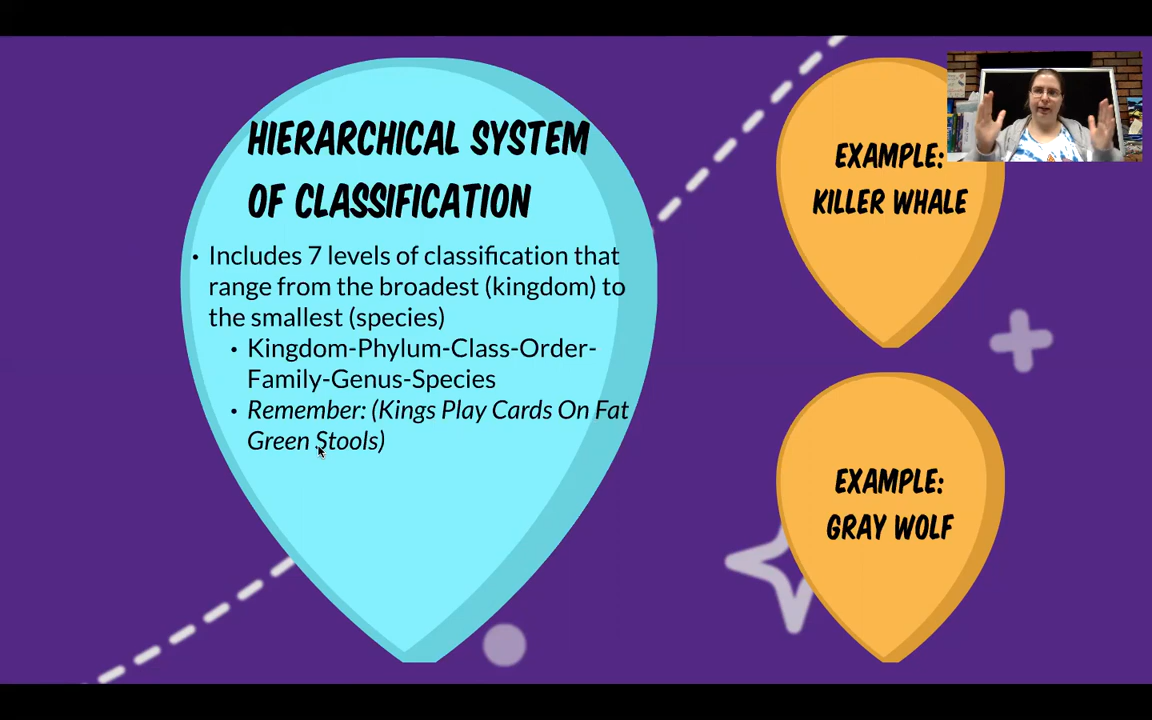 HIERARCHICAL SYSTEM
OF CLASSIFICATION
• Includes 7 levels of classification that
range from the broadest (kingdom) to
the smallest (species)
• Kingdom-Phylum-Class-Order-
Family-Genus-Species
• Remember: (Kings Play Cards On Fat
Green Stools)
EXAMPLE:
KILLER WHALE
EXAMPLE:
GRAY WOLF